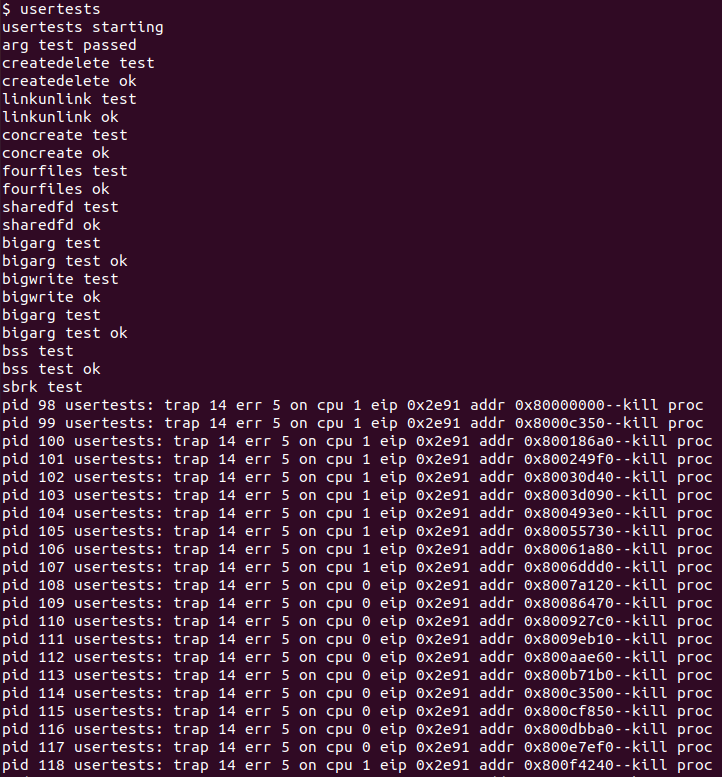 $ usertests
usertests starting
arg test passed
createdelete test
createdelete ok
linkunlink test
linkunlink ok
concreate test
concreate ok
fourfiles test
fourfiles ok
sharedfd test
sharedfd ok
bigarg test
bigarg test ok
bigwrite test
bigwrite ok
bigarg test
bigarg test ok
bss test
bss test ok
sbrk test
pid 98 usertests: trap 14 err 5 on cpu 1 eip 0x2e91 addr 0x80000000--kill proc
pid 99 usertests: trap 14 err 5 on cpu 1 eip 0x2e91 addr 0x8000c350--kill proc
pid 100 usertests: trap 14 err 5 on cpu 1 eip 0x2e91 addr 0x800186a0--kill proc
pid 101 usertests: trap 14 err 5 on cpu 1 eip 0x2e91 addr 0x800249f0--kill proc
pid 102 usertests: trap 14 err 5 on cpu 1 eip 0x2e91 addr 0x80030d40--kill proc
pid 103 usertests: trap 14 err 5 on cpu 1 eip 0x2e91 addr 0x8003d090--kill proc
pid 104 usertests: trap 14 err 5 on cpu 1 eip 0x2e91 addr 0x800493e0--kill proc
pid 105 usertests: trap 14 err 5 on cpu 1 eip 0x2e91 addr 0x80055730--kill proc
pid 106 usertests: trap 14 err 5 on cpu 1 eip 0x2e91 addr 0x80061a80--kill proc
pid 107 usertests: trap 14 err 5 on cpu 1 eip 0x2e91 addr 0x8006ddd0--kill proc
pid 108 usertests: trap 14 err 5 on cpu 0 eip 0x2e91 addr 0x8007a120--kill proc
pid 109 usertests: trap 14 err 5 on cpu 0 eip 0x2e91 addr 0x80086470--kill proc
pid 110 usertests: trap 14 err 5 on cpu 0 eip 0x2e91 addr 0x800927c0--kill proc
pid 111 usertests: trap 14 err 5 on cpu 0 eip 0x2e91 addr 0x8009eb10--kill proc
pid 112 usertests: trap 14 err 5 on cpu 0 eip 0x2e91 addr 0x800aae60--kill proc
pid 113 usertests: trap 14 err 5 on cpu 0 eip 0x2e91 addr 0x800b71b0--kill proc
pid 114 usertests: trap 14 err 5 on cpu 0 eip 0x2e91 addr 0x800c3500--kill proc
pid 115 usertests: trap 14 err 5 on cpu 0 eip 0x2e91 addr 0x800cf850--kill proc
pid 116 usertests: trap 14 err 5 on cpu 0 eip 0x2e91 addr 0x800dbba0--kill proc
pid 117 usertests: trap 14 err 5 on cpu 0 eip 0x2e91 addr 0x800e7ef0--kill proc
pid 118 usertests: trap 14 err 5 on cpu 1 eip 0x2e91 addr 0x800f4240--kill proc